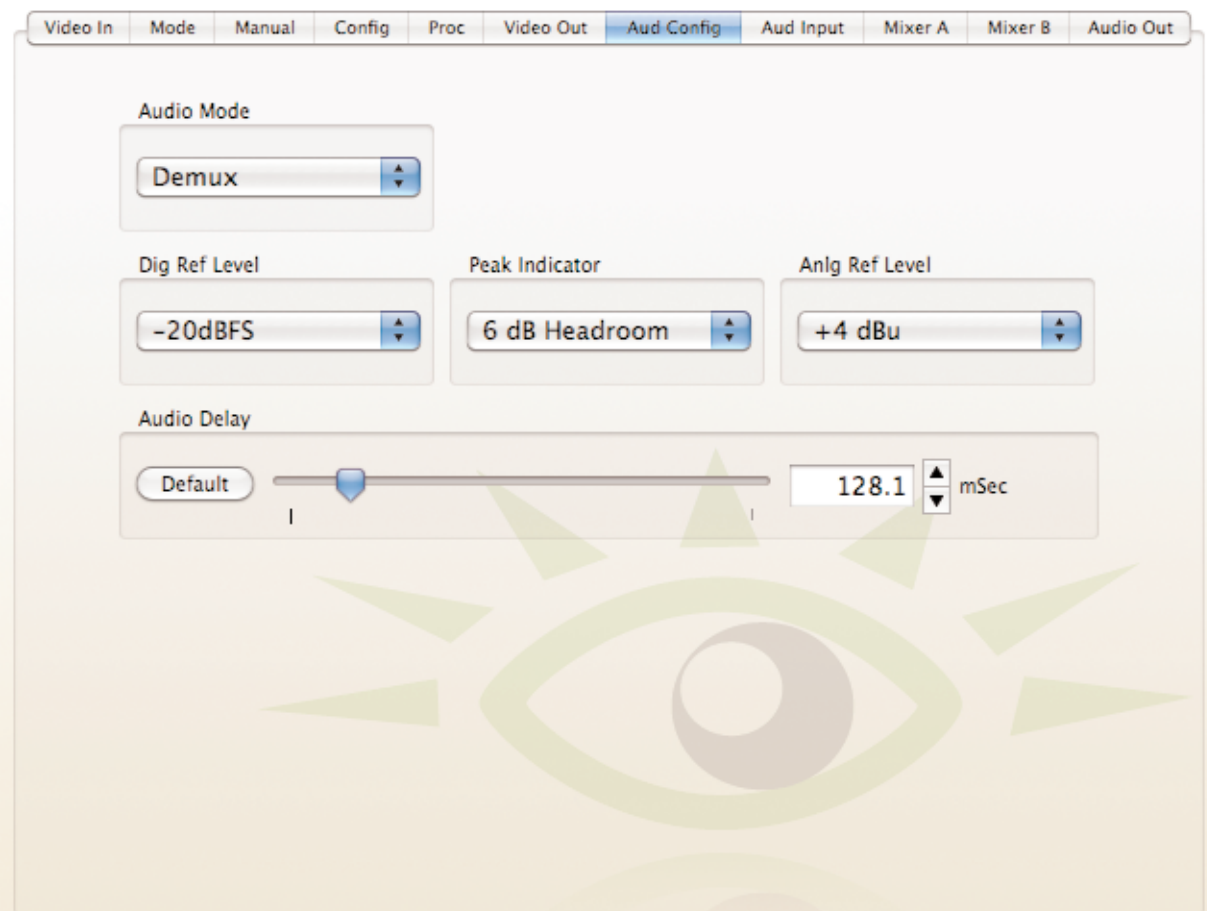 Video In Mode Manual Config Proc Video Out Aud Config Aud Input Mixer A Mixer B Audio Out
Audio Mode
Demux
Dig Ref Level Peak Indicator Anlg Ref Level
-20dBFS 6 dB Headroom +4 dBu
Audio Delay
Default 128.1 mSec